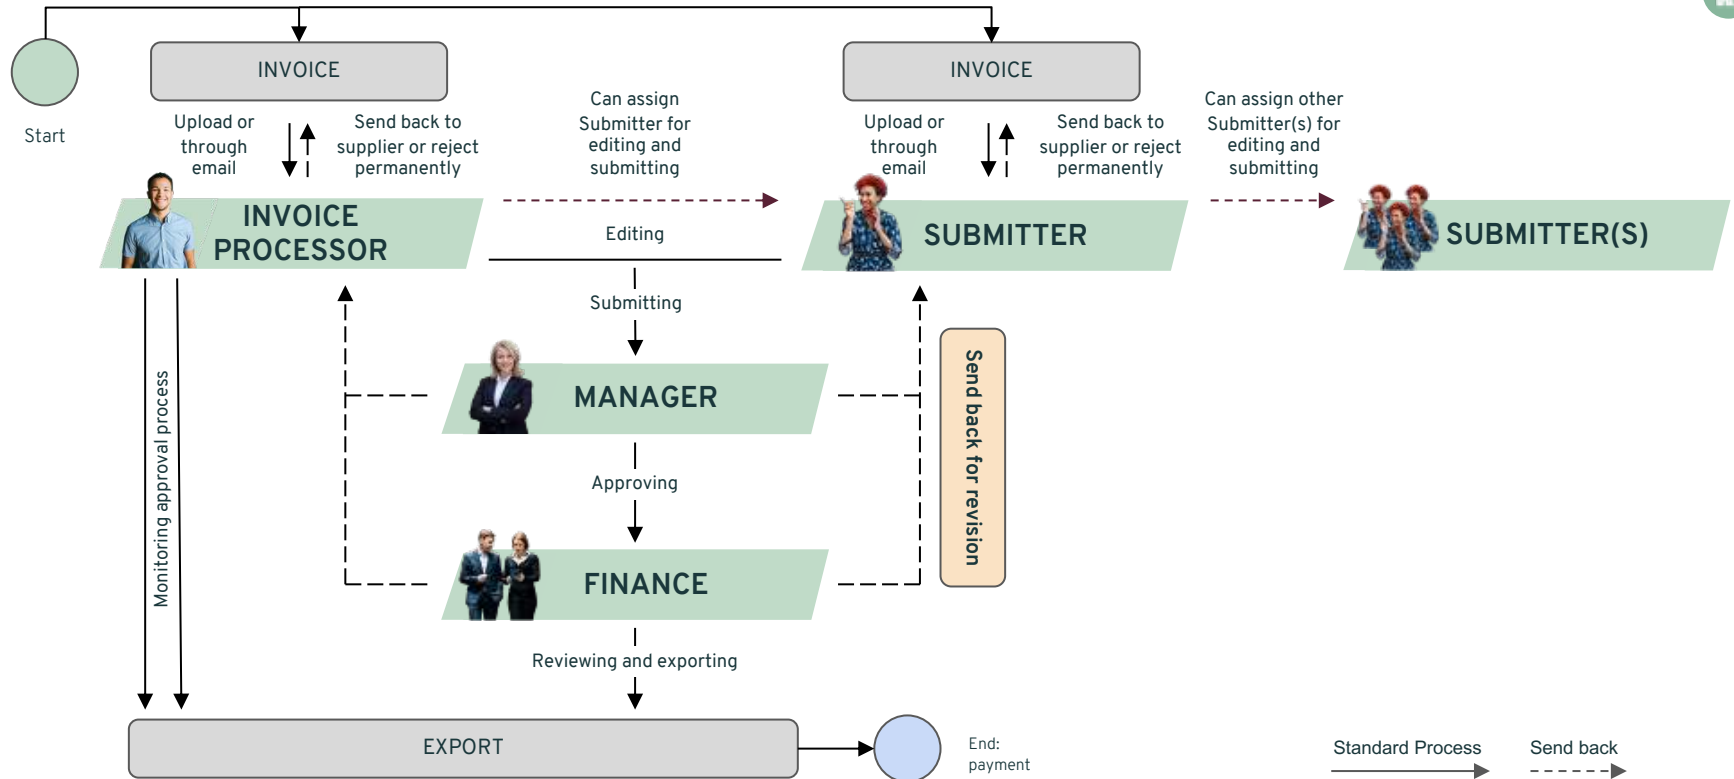 INVOICE
INVOICE
Start
Upload or
through
email
Send back to
supplier or reject
permanently
Can assign
Submitter for
editing and
submitting
Upload or
through
email
Send back to
supplier or reject
permanently
Can assign other
Submitter(s) for
editing and
submitting
INVOICE
PROCESSOR
Editing
SUBMITTER
SUBMITTER(S)
Submitting
Send back for revision
MANAGER
Monitoring approval process
Approving
FINANCE
Reviewing and exporting
EXPORT
End:
payment
Standard Process
Send back